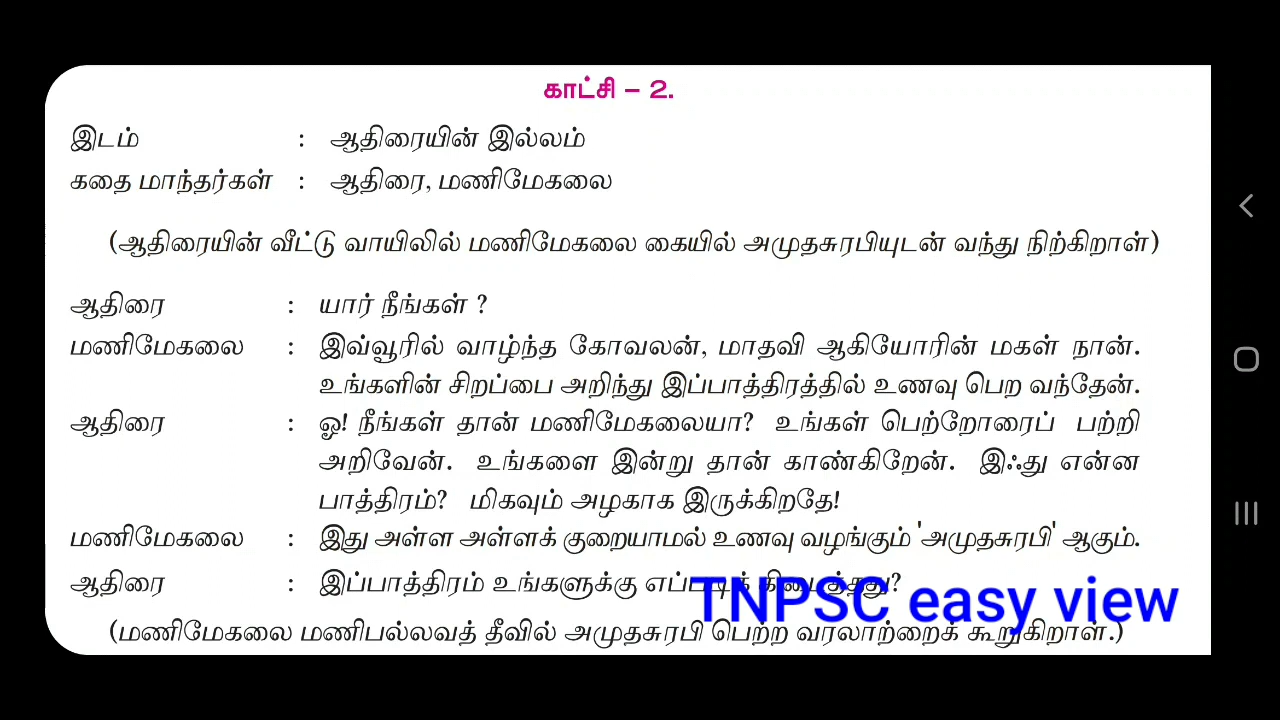 காட்சி – 2.
இடம் : ஆதிரையின் இல்லம்
கதை மாந்தர்கள் : ஆதிரை, மணிமேகலை
(ஆதிரையின் வீட்டு வாயிலில் மணிமேகலை கையில் அமுதசுரபியுடன் வந்து நிற்கிறாள்)
ஆதிரை : யார் நீங்கள் ?
மணிமேகலை : இவ்வூரில் வாழ்ந்த கோவலன், மாதவி ஆகியோரின் மகள் நான்.
உங்களின் சிறப்பை அறிந்து இப்பாத்திரத்தில் உணவு பெற வந்தேன்.
ஆதிரை : ஓ! நீங்கள் தான் மணிமேகலையா? உங்கள் பெற்றோரைப் பற்றி
அறிவேன். உங்களை இன்று தான் காண்கிறேன். இஃது என்ன
பாத்திரம்? மிகவும் அழகாக இருக்கிறதே!
மணிமேகலை : இது அள்ள அள்ளக் குறையாமல் உணவு வழங்கும் 'அமுதசுரபி' ஆகும்.
ஆதிரை : இப்பாத்திரம் உங்களுக்கு எப்படிக் கிடைத்தது?
TNPSC easy view
(மணிமேகலை மணிபல்லவத் தீவில் அமுதசுரபி பெற்ற வரலாற்றைக் கூறுகிறாள்.)